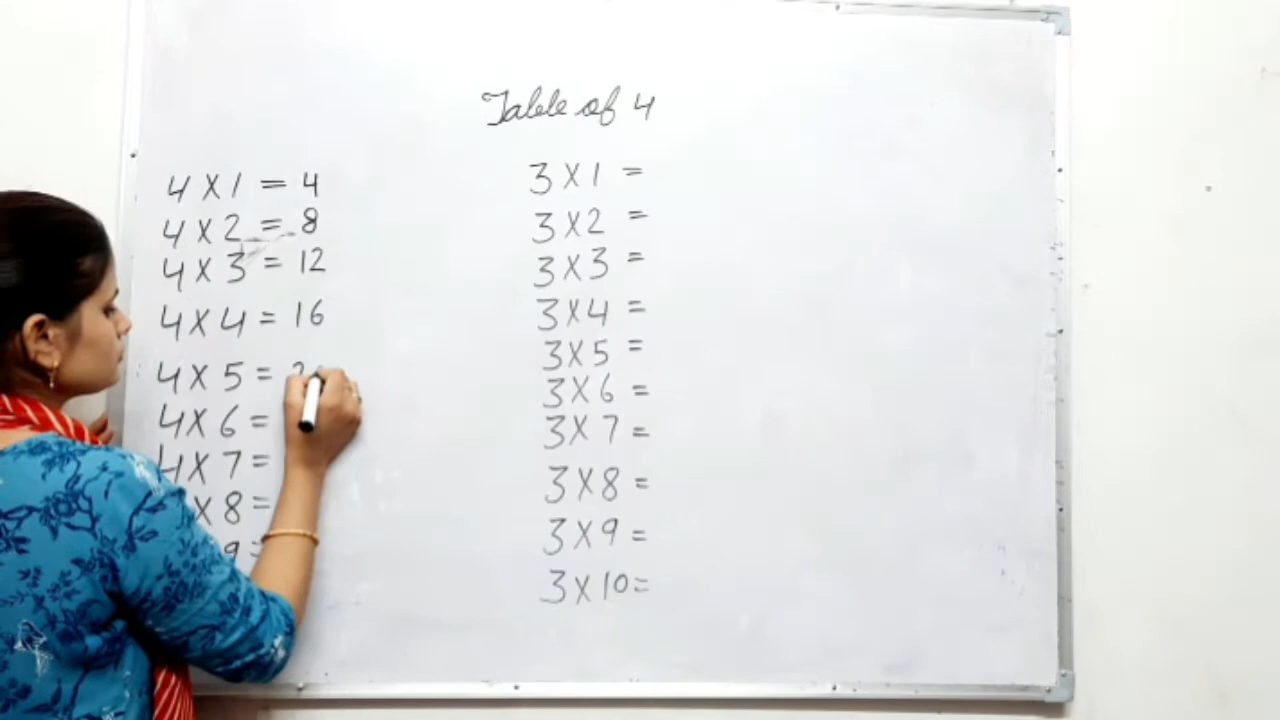 Table of 4
4 X 1 = 4
4 X 2 = 8
4 X 3 = 12
4 X 4 = 16
4 X 5 =
4 X 6 =
4 X 7 =
X 8 =
9 =
3 X 1 =
3 X 2 =
3 X 3 =
3 X 4 =
3 X 5 =
3 X 6 =
3 X 7 =
3 X 8 =
3 X 9 =
3 X 10 =